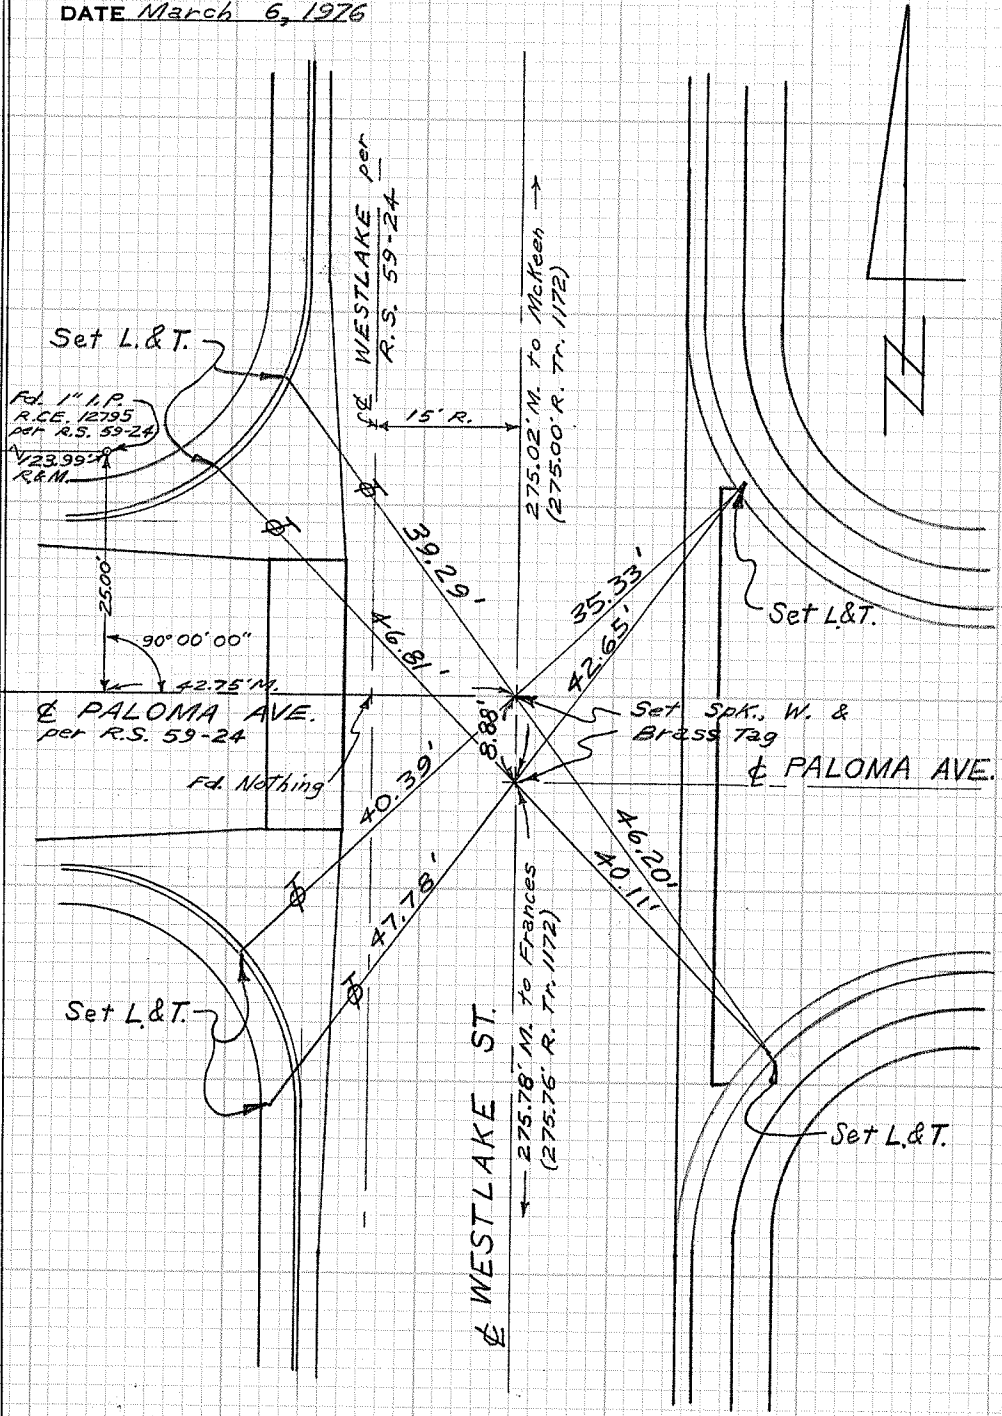 DATE March 6, 1976
℄ WESTLAKE per
R.S. 59-24
275.02' M. to McKeen →
(275.00' R. Tr. 1172)
Set L.&T.
Fd. 1" I.P.
R.C.E. 12795
per R.S. 59-24
123.99'
R.&M.
15' R.
39.29'
46.81'
35.33'
42.65'
Set L.&T.
25.00'
90°00'00"
42.75' M.
℄ PALOMA AVE.
per R.S. 59-24
Fd. Nothing
8.88'
Set Spk., W. &
Brass Tag
℄ PALOMA AVE.
40.39'
47.78'
46.20'
40.11'
Set L.&T.
℄ WESTLAKE ST.
← 275.78' M. to Frances
(275.76' R. Tr. 1172)
Set L.&T.
N